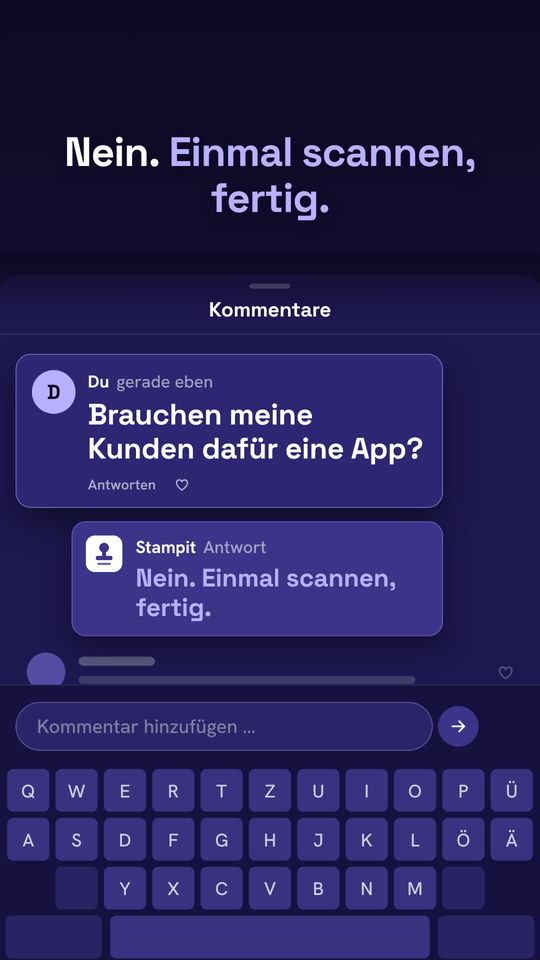 Nein. Einmal scannen,
fertig.
Kommentare
D
Du gerade eben
Brauchen meine
Kunden dafür eine App?
Antworten
Stampit Antwort
Nein. Einmal scannen,
fertig.
Kommentar hinzufügen ...
Q W E R T Z U I O P Ü
A S D F G H J K L Ö Ä
Y X C V B N M